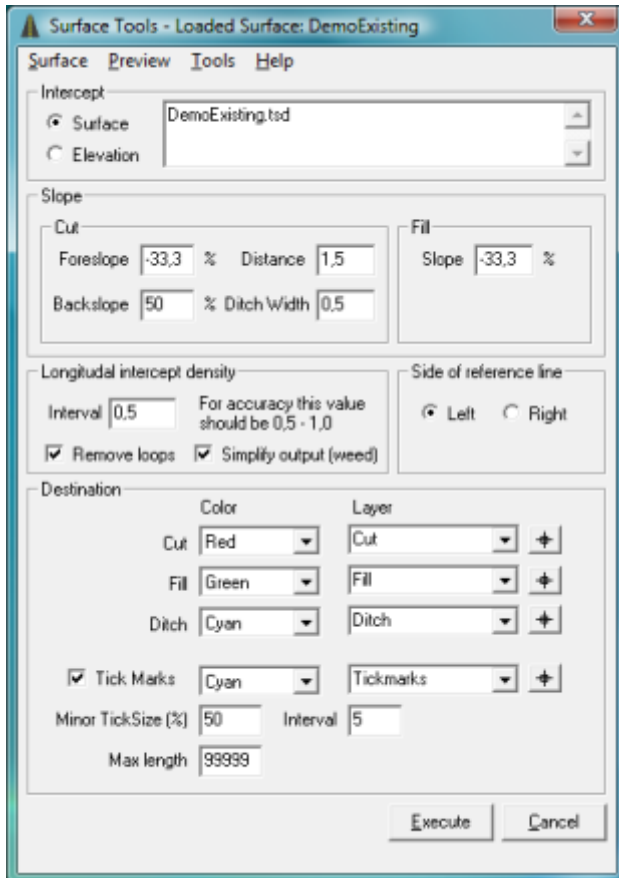 Surface Tools - Loaded Surface: DemoExisting
Surface Preview Tools Help
Intercept
Surface
DemoExisting.tsd
Elevation
Slope
Cut
Foreslope -33,3 % Distance 1,5
Backslope 50 % Ditch Width 0,5
Fill
Slope -33,3 %
Longitudal intercept density
Interval 0,5
For accuracy this value
should be 0,5 - 1,0
Remove loops Simplify output (weed)
Side of reference line
Left Right
Destination
Color Layer
Cut Red Cut
Fill Green Fill
Ditch Cyan Ditch
Tick Marks Cyan Tickmarks
Minor TickSize (%) 50 Interval 5
Max length 99999
Execute Cancel